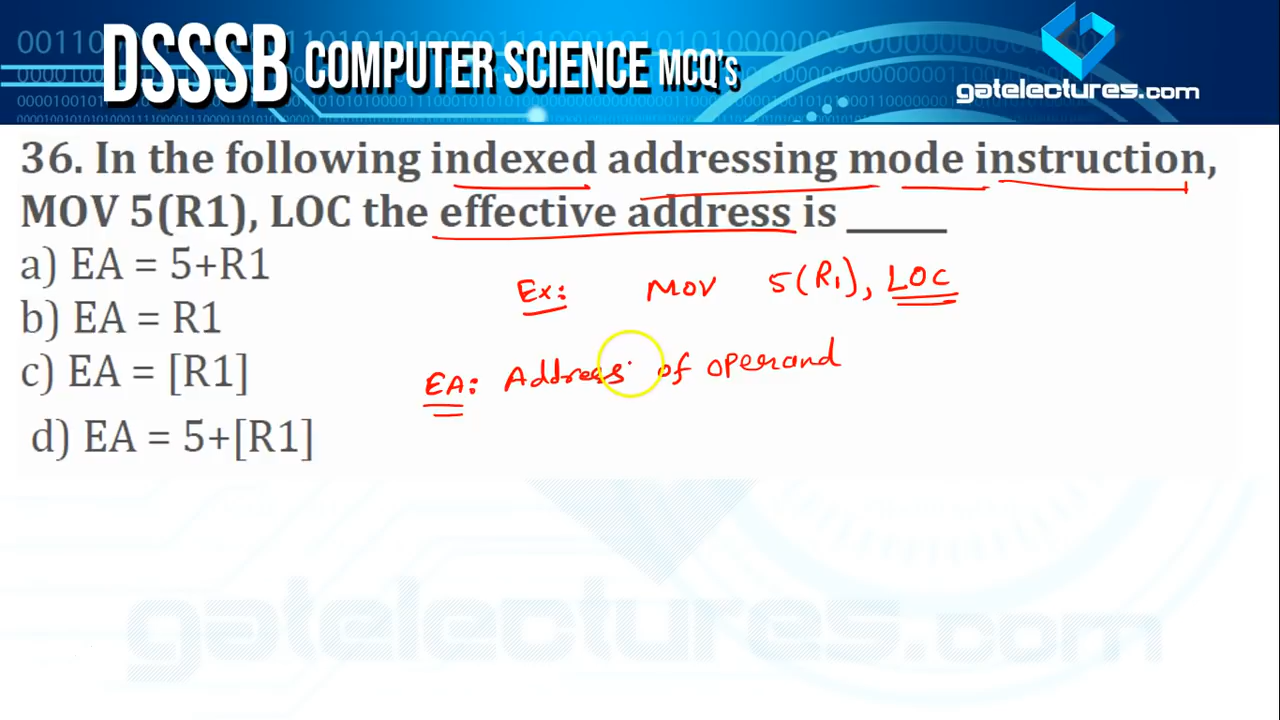 DSSSB COMPUTER SCIENCE MCQ's
gatelectures.com
36. In the following indexed addressing mode instruction,
MOV 5(R1), LOC the effective address is _____
a) EA = 5+R1
b) EA = R1
c) EA = [R1]
d) EA = 5+[R1]
Ex: Mov 5(R1), LOC
EA: Address of operand
gatelectures.com